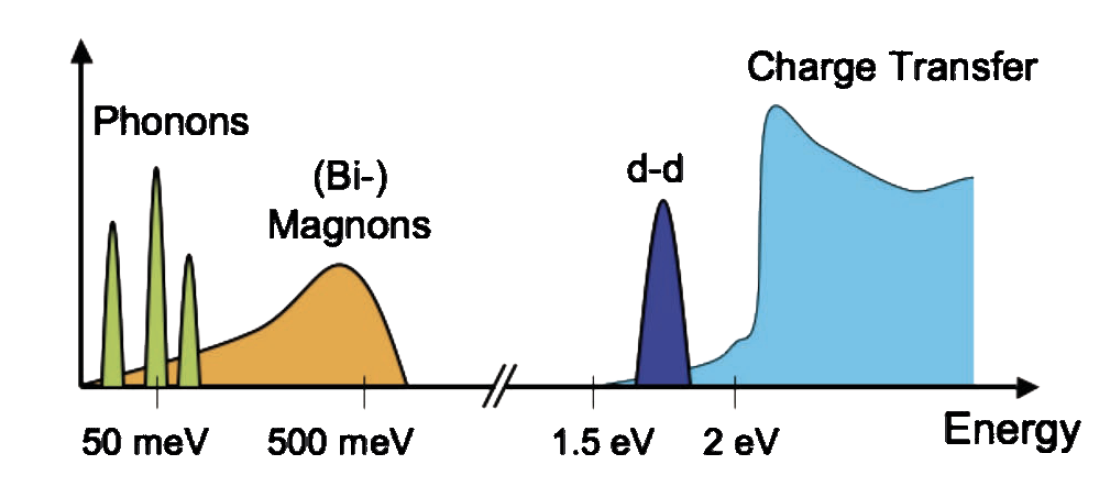 Charge Transfer
Phonons
(Bi-)
Magnons
d-d
50 meV
500 meV
1.5 eV
2 eV
Energy